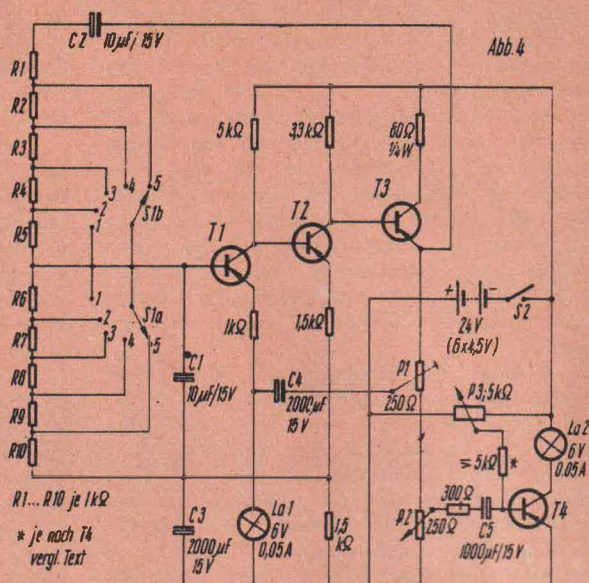 Abb. 4
C2
10µF/15V
R1
R2
R3
R4
R5
R6
R7
R8
R9
R10
5
4
3
2
1
S1b
1
2
3
4
5
S1a
5kΩ
3,3kΩ
60Ω
1/4W
T1
T2
T3
1kΩ
1,5kΩ
C1
10µF/15V
C4
2000µF
15V
P1
250Ω
+
−
24V
(6x4,5V)
S2
P3; 5kΩ
La 2
6V
0,05A
≈5kΩ *
T4
300Ω
C5
1000µF/15V
P2
250Ω
1,5
kΩ
La 1
6V
0,05A
C3
2000µF
15V
R1...R10 je 1kΩ
* je nach T4
vergl. Text